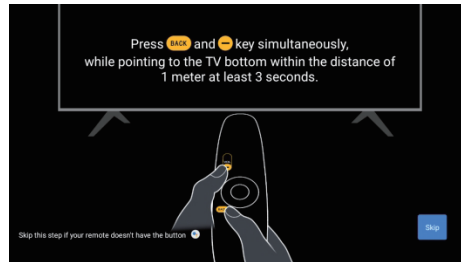 Press BACK and − key simultaneously,
while pointing to the TV bottom within the distance of
1 meter at least 3 seconds.
BACK
Skip this step if your remote doesn't have the button
Skip